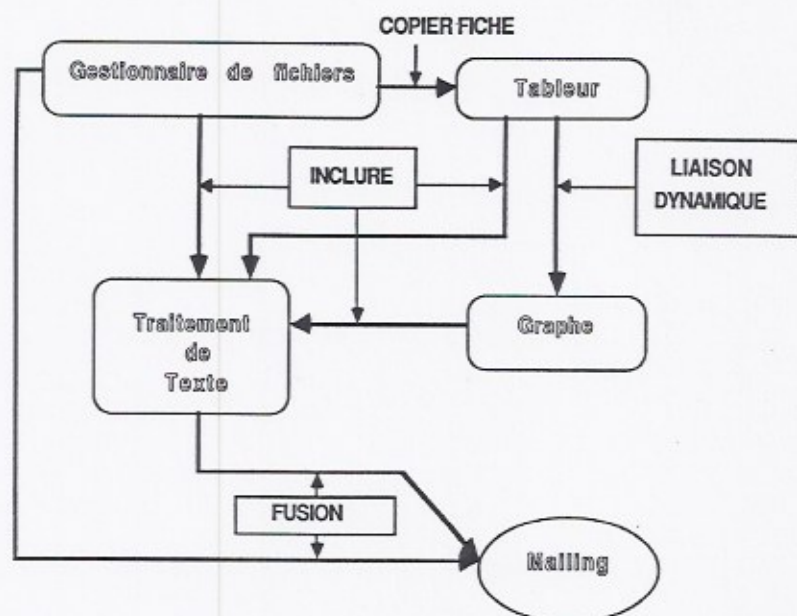 COPIER FICHE
Gestionnaire de fichiers
Tableur
INCLURE
LIAISON
DYNAMIQUE
Traitement
de
Texte
Graphe
FUSION
Mailing